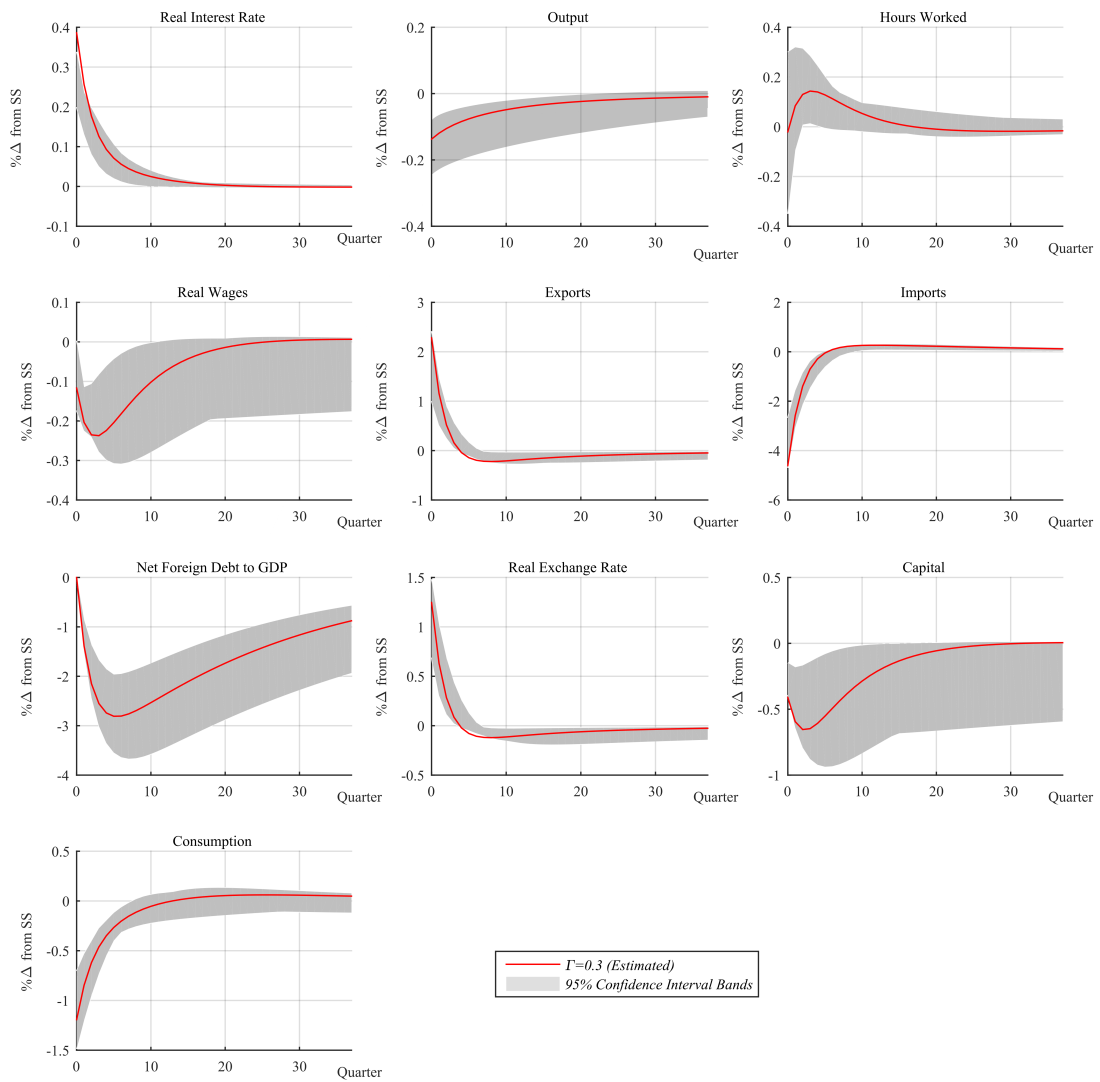 Real Interest Rate
%Δ from SS
0.4
0.3
0.2
0.1
0
-0.1
0
10
20
30
Quarter
Output
%Δ from SS
0.2
0
-0.2
-0.4
0
10
20
30
Quarter
Hours Worked
%Δ from SS
0.4
0.2
0
-0.2
-0.4
0
10
20
30
Quarter
Real Wages
%Δ from SS
0.1
0
-0.1
-0.2
-0.3
-0.4
0
10
20
30
Quarter
Exports
%Δ from SS
3
2
1
0
-1
0
10
20
30
Quarter
Imports
%Δ from SS
2
0
-2
-4
-6
0
10
20
30
Quarter
Net Foreign Debt to GDP
%Δ from SS
0
-1
-2
-3
-4
0
10
20
30
Quarter
Real Exchange Rate
%Δ from SS
1.5
1
0.5
0
-0.5
0
10
20
30
Quarter
Capital
%Δ from SS
0.5
0
-0.5
-1
0
10
20
30
Quarter
Consumption
%Δ from SS
0.5
0
-0.5
-1
-1.5
0
10
20
30
Quarter
Γ=0.3 (Estimated)
95% Confidence Interval Bands